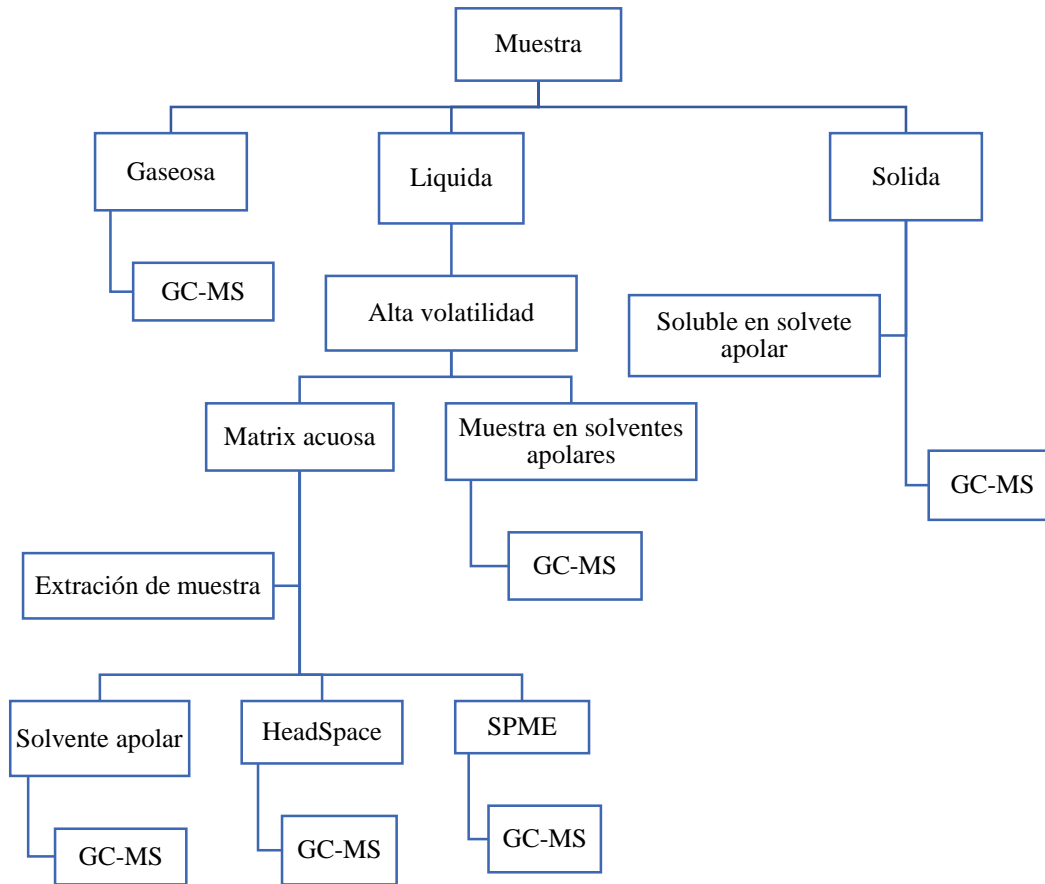 Muestra
Gaseosa
Liquida
Solida
GC-MS
Alta volatilidad
Soluble en solvete
apolar
Matrix acuosa
Muestra en solventes
apolares
GC-MS
GC-MS
Extración de muestra
Solvente apolar
HeadSpace
SPME
GC-MS
GC-MS
GC-MS